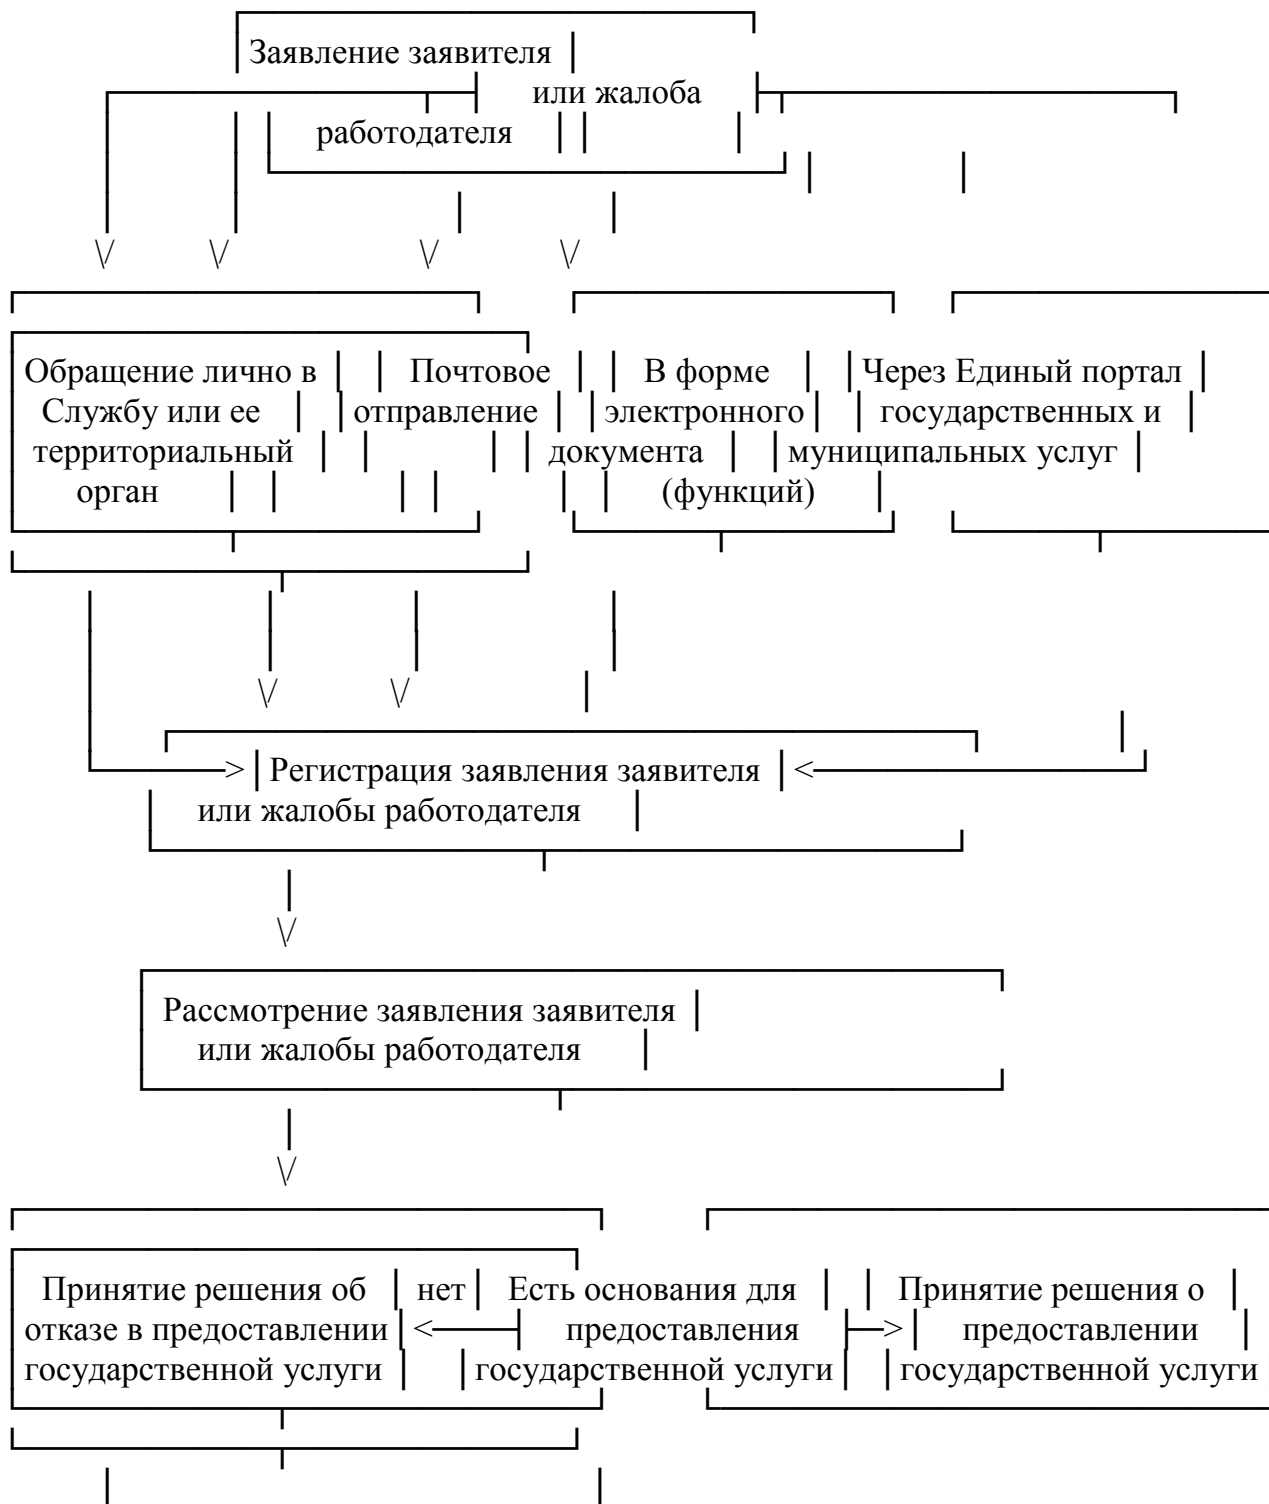 Заявление заявителя
или жалоба
работодателя
Обращение лично в Почтовое В форме Через Единый портал
Службу или ее отправление электронного государственных и
территориальный документа муниципальных услуг
орган (функций)
Регистрация заявления заявителя
или жалобы работодателя
Рассмотрение заявления заявителя
или жалобы работодателя
Принятие решения об нет Есть основания для Принятие решения о
отказе в предоставлении предоставления предоставлении
государственной услуги государственной услуги государственной услуги